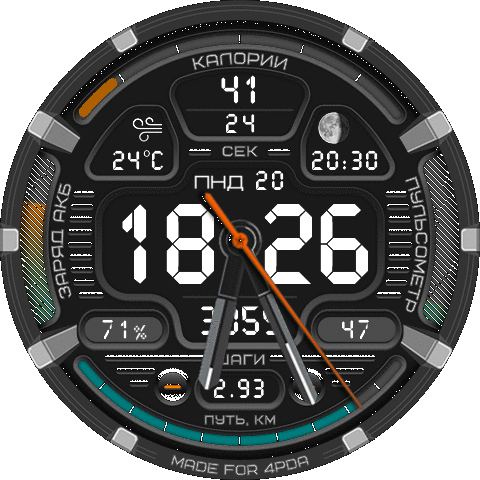 КАЛОРИИ
41
24
24°C
СЕК
20:30
ПНД 20
18 26
ЗАРЯД АКБ
ПУЛЬСОМЕТР
71%
47
ШАГИ
2.93
ПУТЬ, КМ
MADE FOR 4PDA